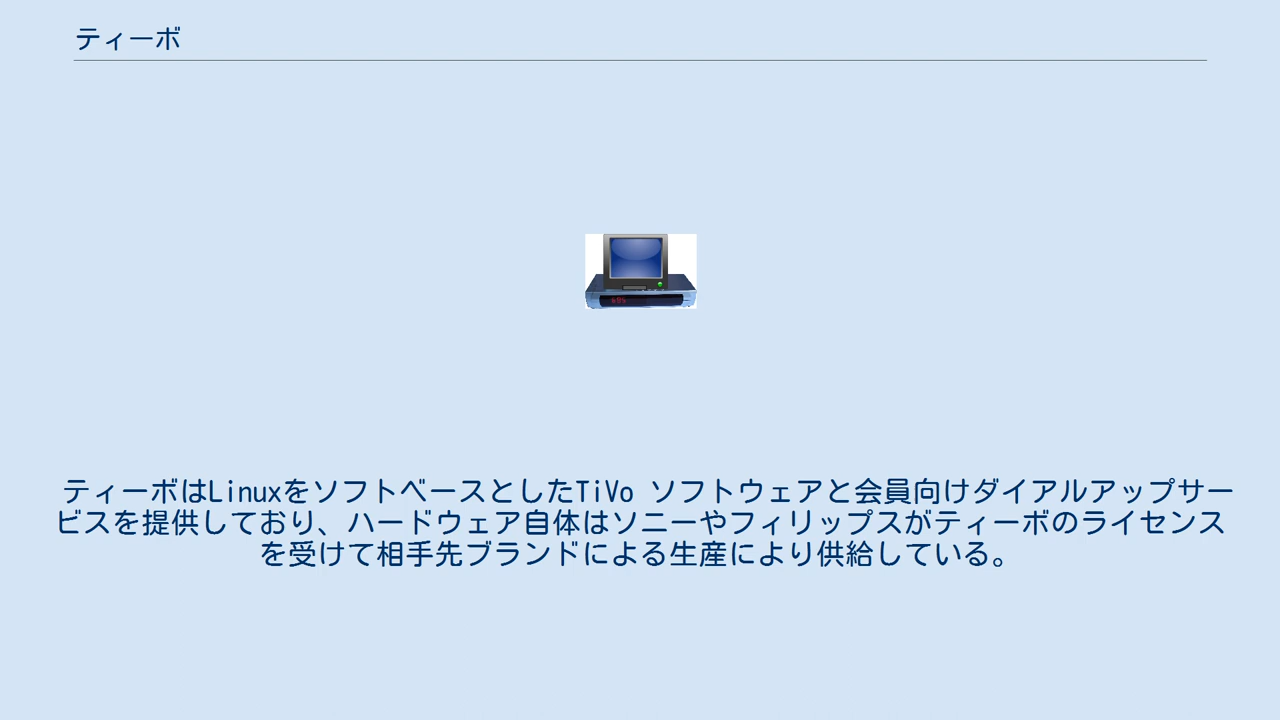 ティーボ
ティーボはLinuxをソフトベースとしたTiVo ソフトウェアと会員向けダイアルアップサー
ビスを提供しており、ハードウェア自体はソニーやフィリップスがティーボのライセンス
を受けて相手先ブランドによる生産により供給している。